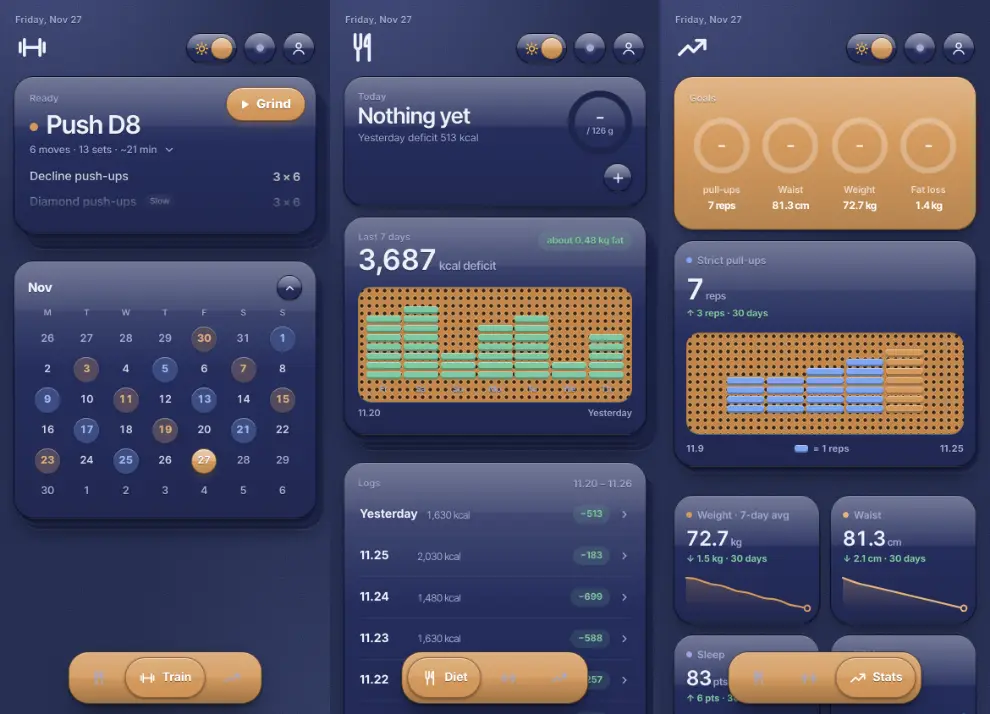 Friday, Nov 27
Ready
Grind
Push D8
6 moves · 13 sets · ~21 min
Decline push-ups 3 × 6
Diamond push-ups Slow 3 × 6
Nov
M T W T F S S
26 27 28 29 30 31 1
2 3 4 5 6 7 8
9 10 11 12 13 14 15
16 17 18 19 20 21 22
23 24 25 26 27 28 29
30 1 2 3 4 5 6
Train
Friday, Nov 27
Today
Nothing yet
Yesterday deficit 513 kcal
–
/ 126 g
Last 7 days
about 0.48 kg fat
3,687 kcal deficit
11.20 Yesterday
Logs 11.20 – 11.26
Yesterday 1,630 kcal −513
11.25 2,030 kcal −183
11.24 1,480 kcal −699
11.23 1,630 kcal −588
11.22 257
Diet
Friday, Nov 27
Goals
– – – –
pull-ups Waist Weight Fat loss
7 reps 81.3 cm 72.7 kg 1.4 kg
Strict pull-ups
7 reps
↑ 3 reps · 30 days
11.9 = 1 reps 11.25
Weight · 7-day avg
72.7 kg
↓ 1.5 kg · 30 days
Waist
81.3 cm
↓ 2.1 cm · 30 days
Sleep
83 pts
↑ 6 pts · 3
Stats